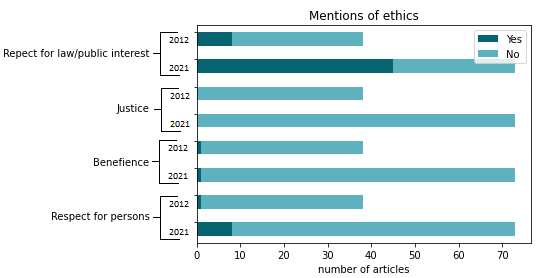 Mentions of ethics
Yes
No
Repect for law/public interest
2012
2021
Justice
2012
2021
Benefience
2012
2021
Respect for persons
2012
2021
0 10 20 30 40 50 60 70
number of articles